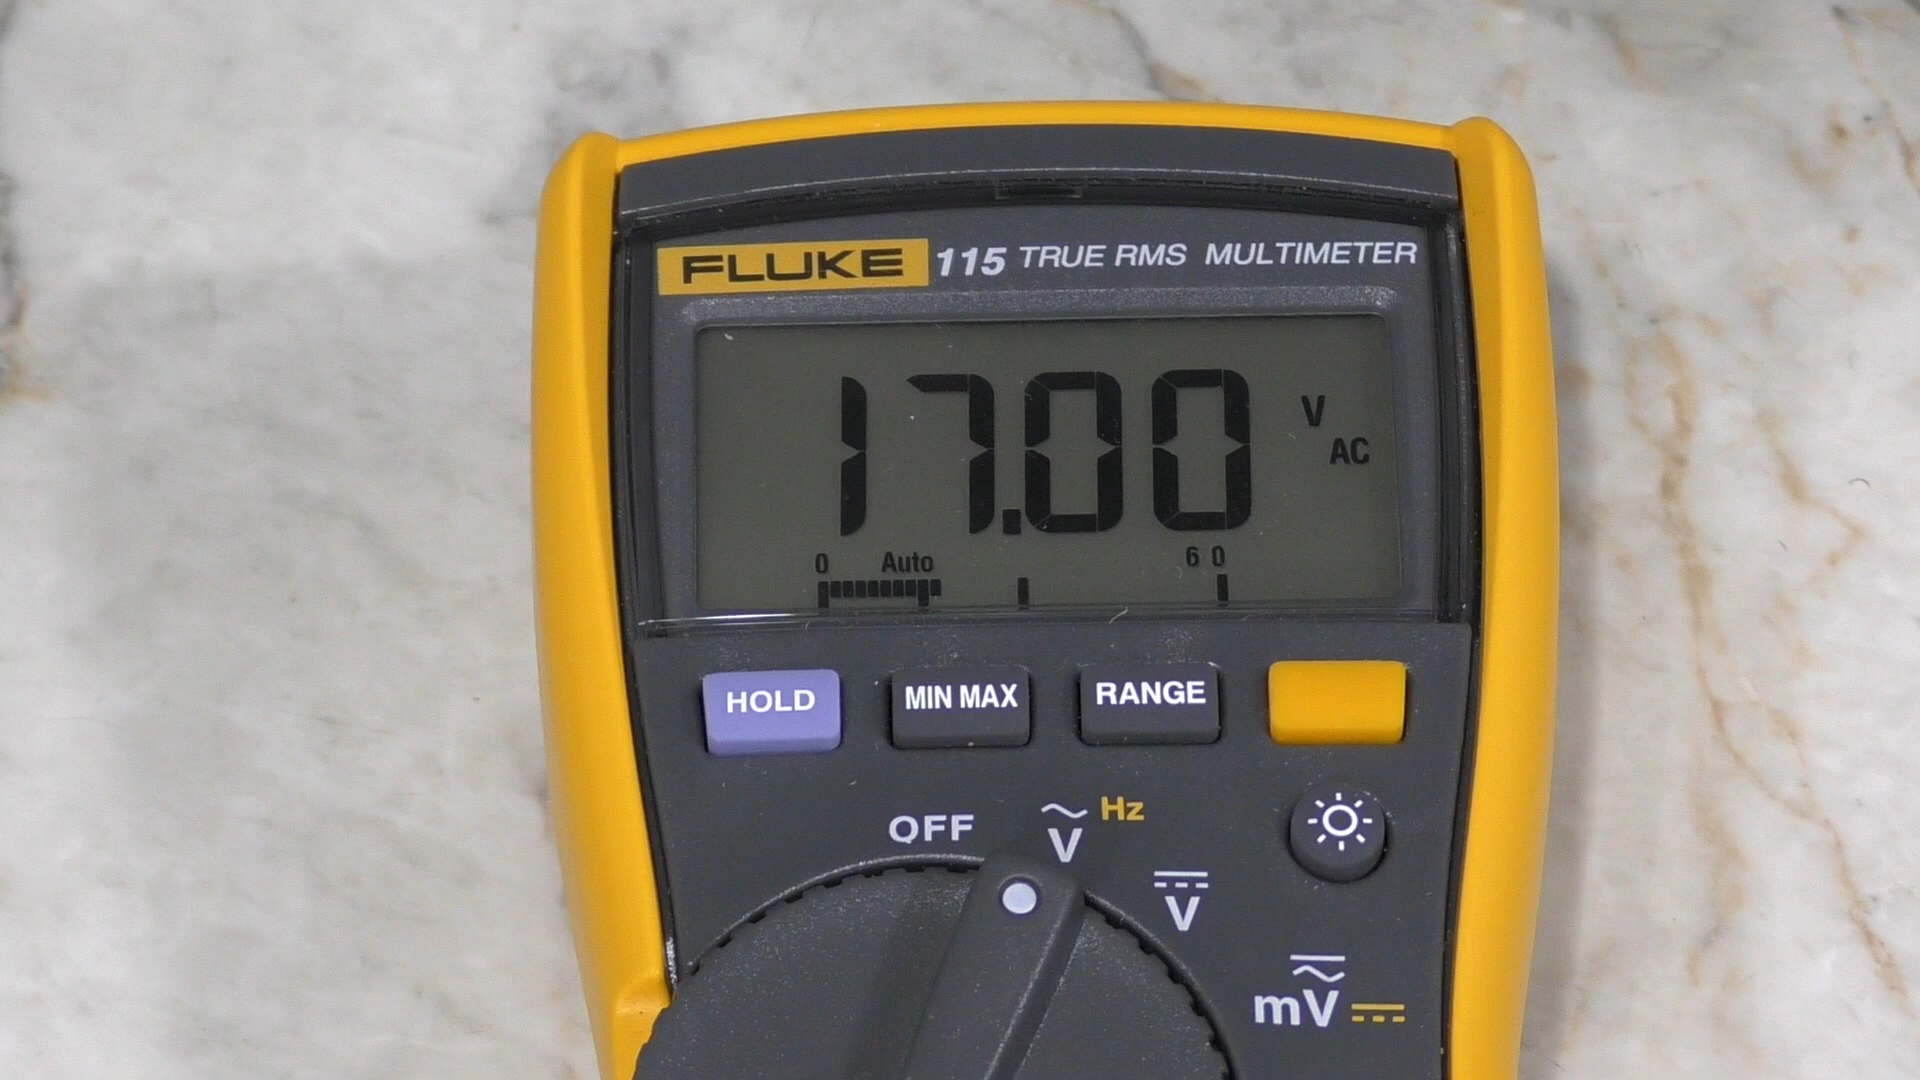 FLUKE 115 TRUE RMS MULTIMETER
17.00 V AC
0 Auto 60
HOLD MIN MAX RANGE
OFF V Hz
V
mV